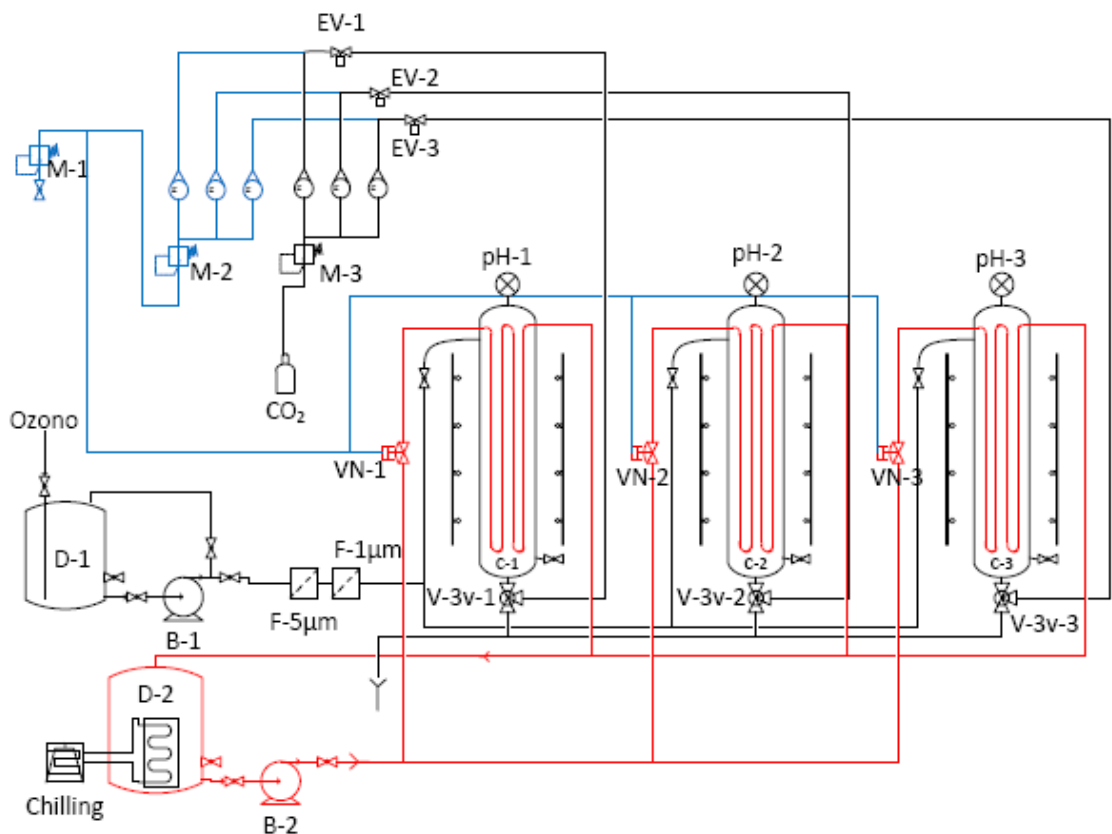 EV-1
EV-2
EV-3
M-1
M-2
M-3
pH-1
pH-2
pH-3
CO₂
Ozono
VN-1
VN-2
VN-3
D-1
F-1µm
F-5µm
B-1
C-1
C-2
C-3
V-3v-1
V-3v-2
V-3v-3
D-2
Chilling
B-2